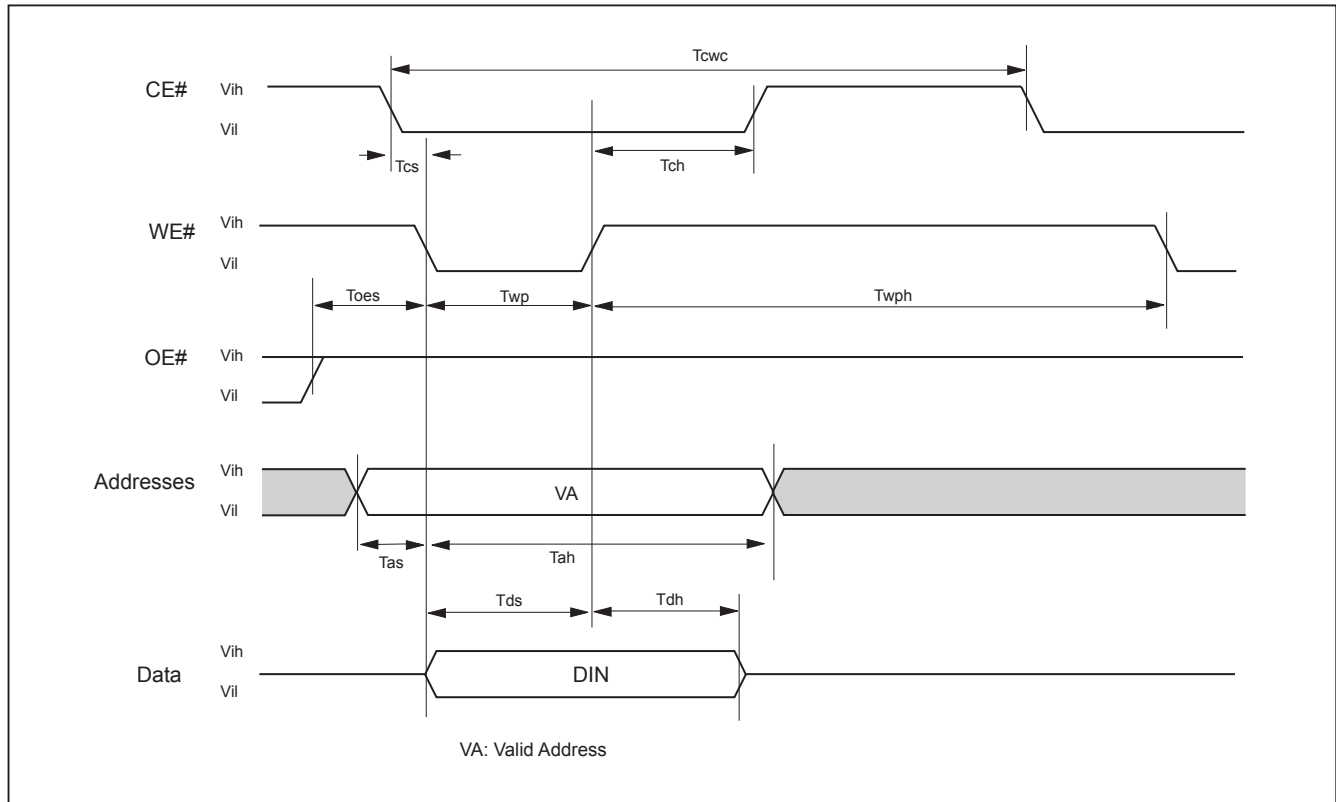 Tcwc
CE#
Vih
Vil
Tcs
Tch
WE#
Vih
Vil
Toes
Twp
Twph
OE#
Vih
Vil
Addresses
Vih
VA
Vil
Tas
Tah
Tds
Tdh
Data
Vih
DIN
Vil
VA: Valid Address